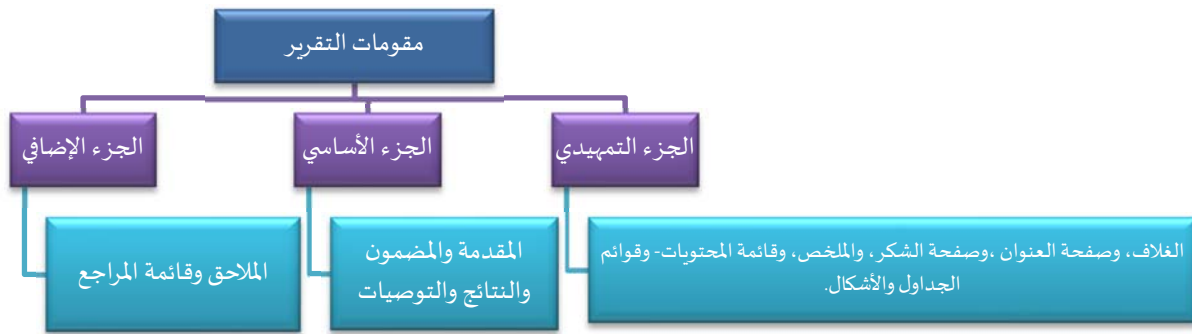 مقومات التقرير
الجزء التمهيدي
الجزء الأساسي
الجزء الإضافي
الغلاف، وصفحة العنوان ،وصفحة الشكر، والملخص، وقائمة المحتويات- وقوائم
الجداول والأشكال.
المقدمة والمضمون
والنتائج والتوصيات
الملاحق وقائمة المراجع